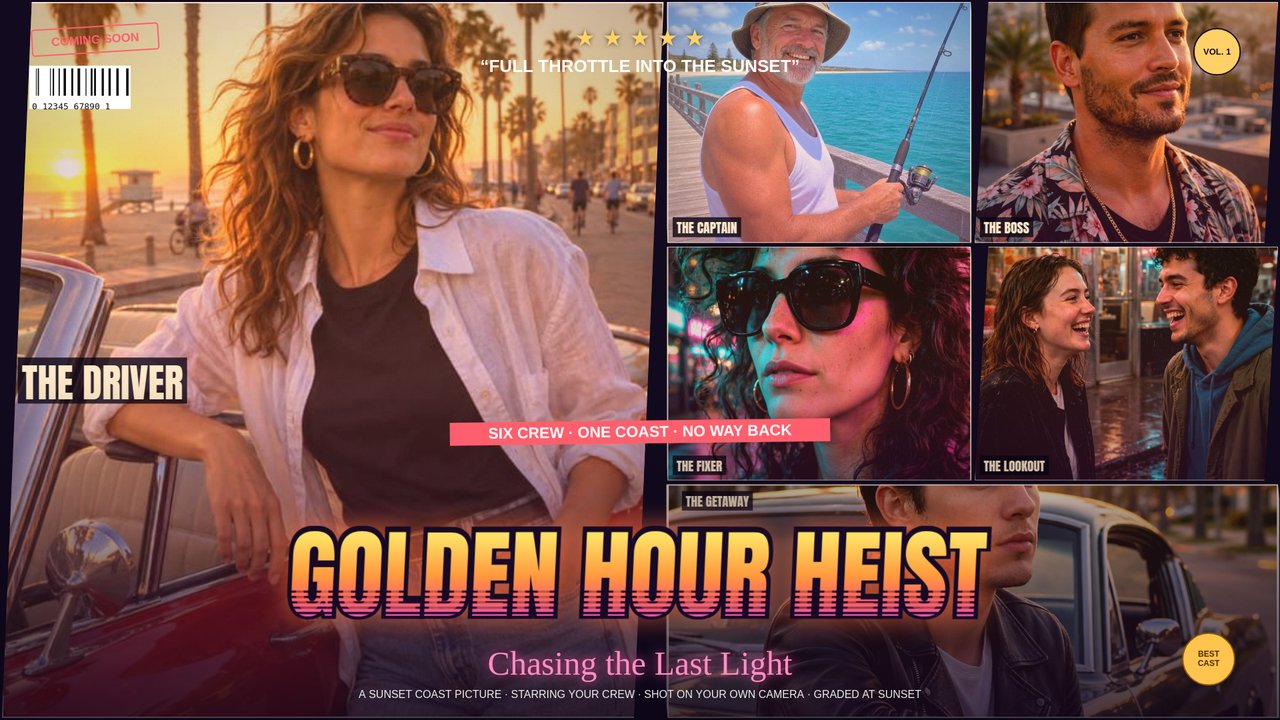 COMING SOON
0 12345 67890 1
★ ★ ★ ★ ★
“FULL THROTTLE INTO THE SUNSET”
VOL. 1
THE CAPTAIN
THE BOSS
THE DRIVER
SIX CREW · ONE COAST · NO WAY BACK
THE FIXER
THE LOOKOUT
THE GETAWAY
GOLDEN HOUR HEIST
Chasing the Last Light
BEST
CAST
A SUNSET COAST PICTURE · STARRING YOUR CREW · SHOT ON YOUR OWN CAMERA · GRADED AT SUNSET